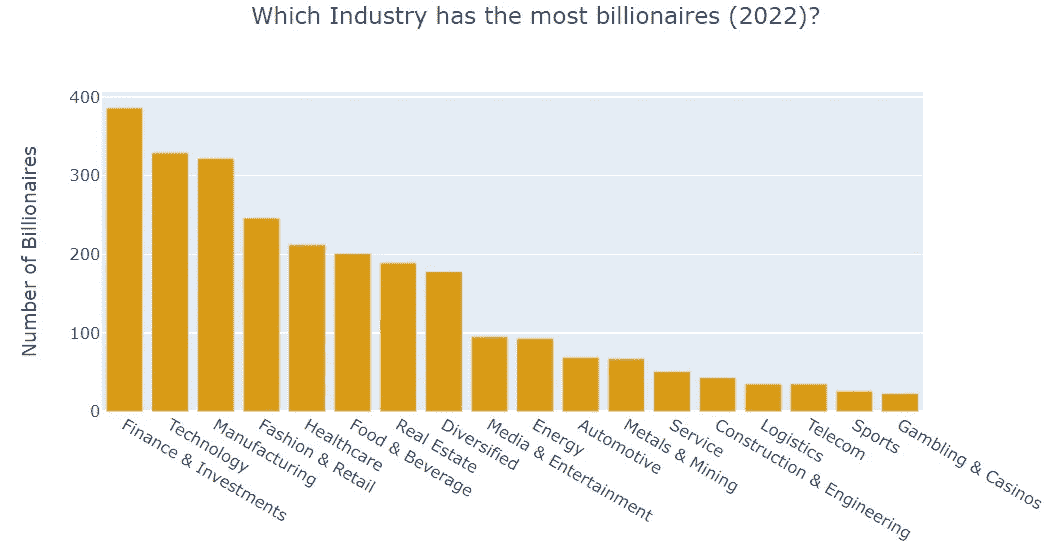 Which Industry has the most billionaires (2022)?
Number of Billionaires
400
300
200
100
0
Finance & Investments
Technology
Manufacturing
Fashion & Retail
Healthcare
Food & Beverage
Real Estate
Diversified
Media & Entertainment
Energy
Automotive
Metals & Mining
Service
Construction & Engineering
Logistics
Telecom
Sports
Gambling & Casinos